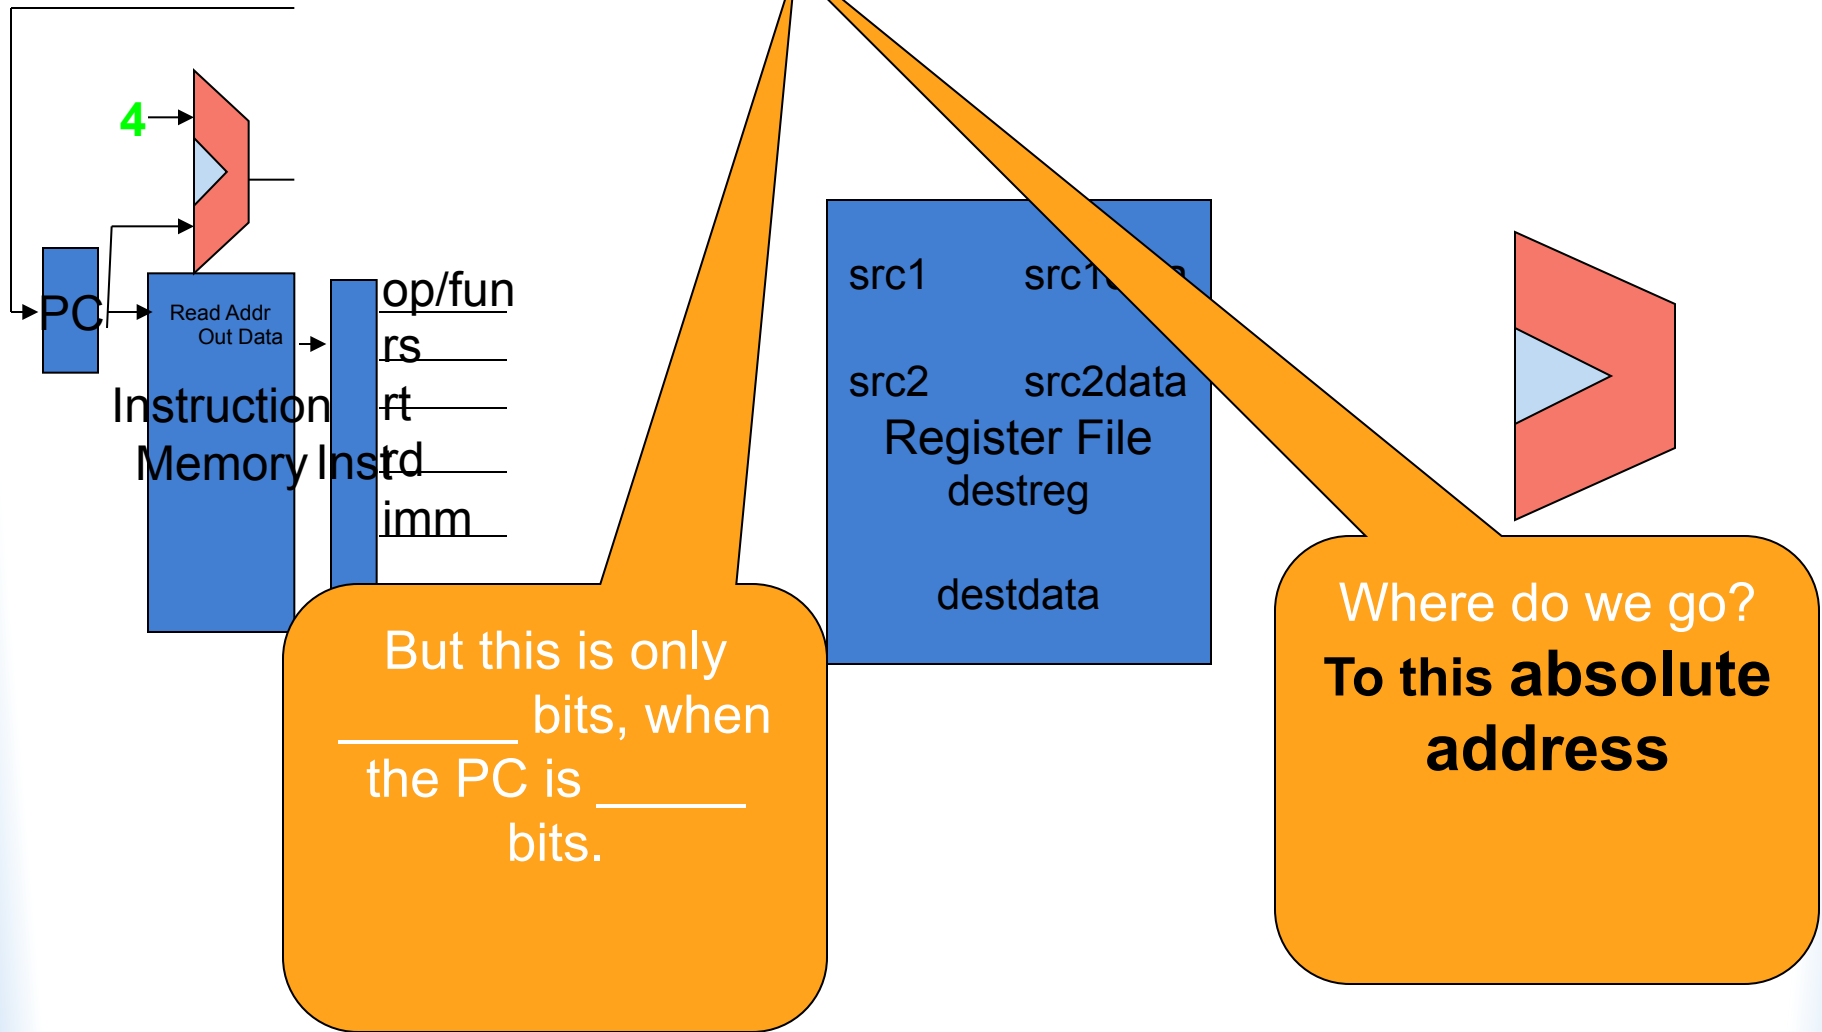 4
PC
Read Addr
Out Data
Instruction
Memory
Instr
op/fun
rs
rt
rd
imm
src1
src2
src2data
Register File
destreg
destdata
But this is only
______ bits, when
the PC is _____
bits.
Where do we go?
To this absolute
address